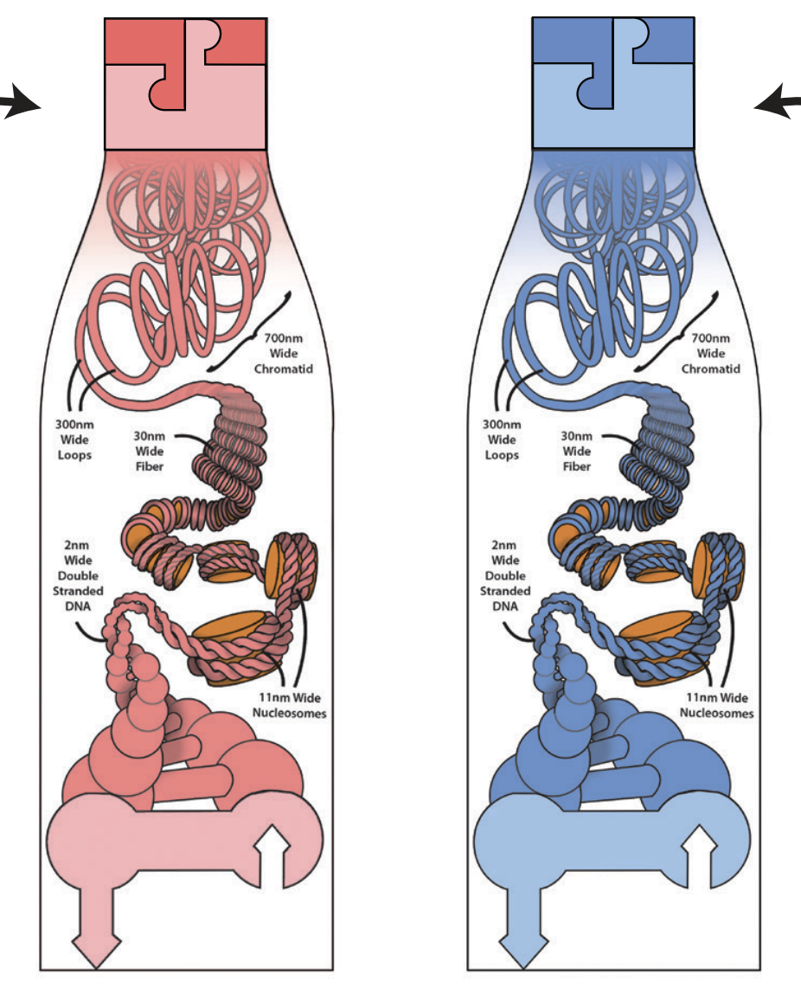 700nm
Wide
Chromatid
300nm
Wide
Loops
30nm
Wide
Fiber
2nm
Wide
Double
Stranded
DNA
11nm Wide
Nucleosomes
700nm
Wide
Chromatid
300nm
Wide
Loops
30nm
Wide
Fiber
2nm
Wide
Double
Stranded
DNA
11nm Wide
Nucleosomes